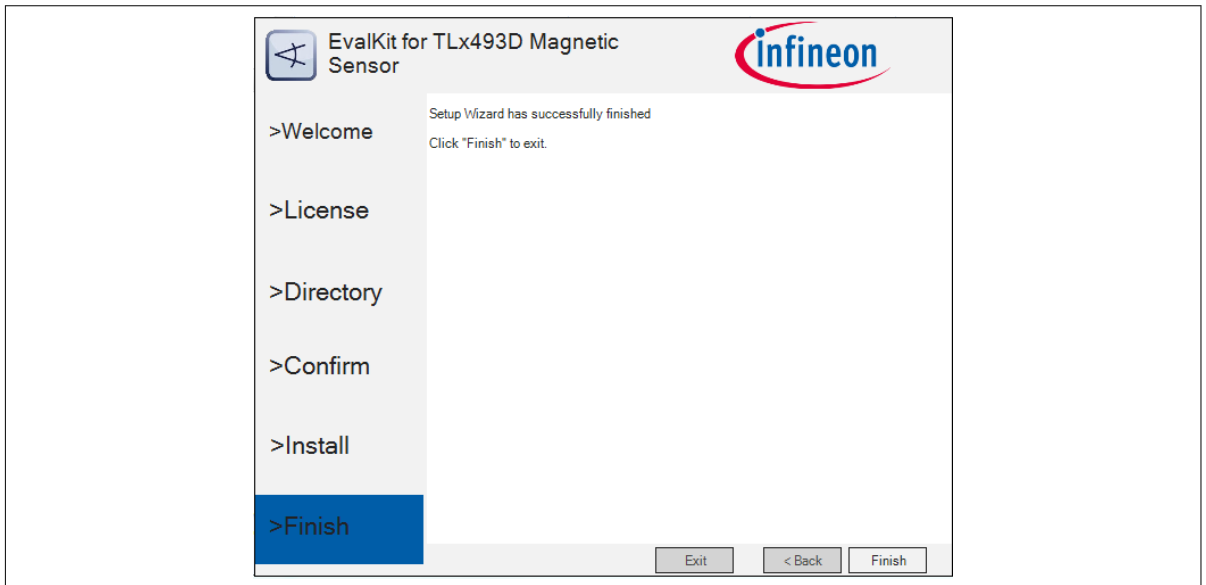 EvalKit for TLx493D Magnetic
Sensor
infineon
>Welcome
Setup Wizard has successfully finished
Click "Finish" to exit.
>License
>Directory
>Confirm
>Install
>Finish
Exit
< Back
Finish